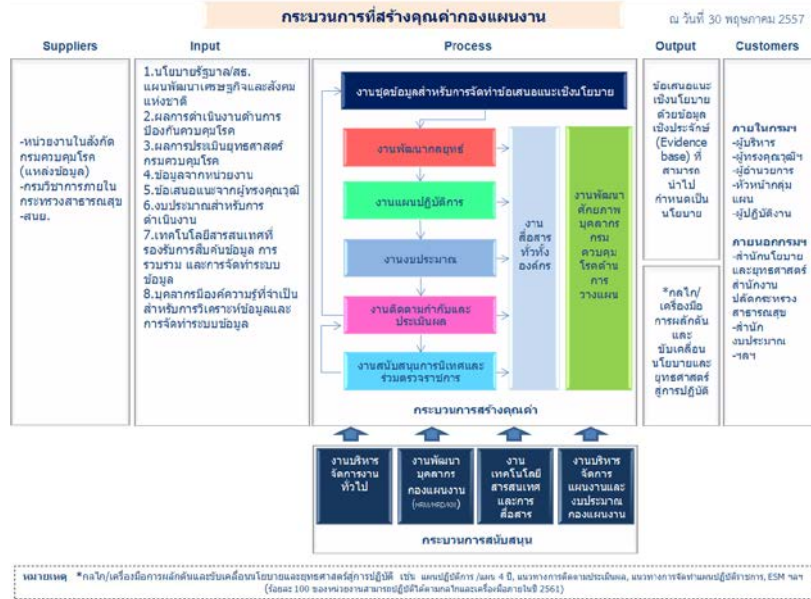 กระบวนการที่สร้างคุณค่ากองแผนงาน
ณ วันที่ 30 พฤษภาคม 2557
Suppliers
Input
Process
Output
Customers
-หน่วยงานในสังกัด
กรมควบคุมโรค
(แหล่งข้อมูล)
-กรมวิชาการภายใน
กระทรวงสาธารณสุข
-สนย.
1.นโยบายรัฐบาล/สธ.
แผนพัฒนาเศรษฐกิจและสังคม
แห่งชาติ
2.ผลการดำเนินงานด้านการ
ป้องกันควบคุมโรค
3.ผลการประเมินยุทธศาสตร์
กรมควบคุมโรค
4.ข้อมูลจากหน่วยงาน
5.ข้อเสนอแนะจากผู้ทรงคุณวุฒิ
6.งบประมาณสำหรับการ
ดำเนินงาน
7.เทคโนโลยีสารสนเทศที่
รองรับการสืบค้นข้อมูล การ
รวบรวม และการจัดทำระบบ
ข้อมูล
8.บุคลากรมีองค์ความรู้ที่จำเป็น
สำหรับการวิเคราะห์ข้อมูลและ
การจัดทำระบบข้อมูล
งานชุดข้อมูลสำหรับการจัดทำข้อเสนอแนะเชิงนโยบาย
งานพัฒนากลยุทธ์
งานแผนปฏิบัติการ
งานงบประมาณ
งานติดตามกำกับและ
ประเมินผล
งานสนับสนุนการนิเทศและ
ร่วมตรวจราชการ
งาน
สื่อสาร
ทั่วทั้ง
องค์กร
งานพัฒนา
ศักยภาพ
บุคลากร
กรม
ควบคุม
โรคด้าน
การ
วางแผน
กระบวนการสร้างคุณค่า
ข้อเสนอแนะ
เชิงนโยบาย
ด้วยข้อมูล
เชิงประจักษ์
(Evidence
base) ที่
สามารถ
นำไป
กำหนดเป็น
นโยบาย
*กลไก/
เครื่องมือ
การผลักดัน
และ
ขับเคลื่อน
นโยบายและ
ยุทธศาสตร์
สู่การปฏิบัติ
ภายในกรมฯ
-ผู้บริหาร
-ผู้ทรงคุณวุฒิฯ
-ผู้อำนวยการ
-หัวหน้ากลุ่ม
แผน
-ผู้ปฏิบัติงาน
ภายนอกกรมฯ
-สำนักนโยบาย
และยุทธศาสตร์
สำนักงาน
ปลัดกระทรวง
สาธารณสุข
-สำนัก
งบประมาณ
-ฯลฯ
งานบริหาร
จัดการงาน
ทั่วไป
งานพัฒนา
บุคลากร
กองแผนงาน
(HRM/HRD/KM)
งาน
เทคโนโลยี
สารสนเทศ
และการ
สื่อสาร
งานบริหาร
จัดการ
แผนงานและ
งบประมาณ
กองแผนงาน
กระบวนการสนับสนุน
หมายเหตุ *กลไก/เครื่องมือการผลักดันและขับเคลื่อนนโยบายและยุทธศาสตร์สู่การปฏิบัติ เช่น แผนปฏิบัติการ /แผน 4 ปี, แนวทางการติดตามประเมินผล, แนวทางการจัดทำแผนปฏิบัติราชการ, ESM ฯลฯ
(ร้อยละ 100 ของหน่วยงานสามารถปฏิบัติได้ตามกลไกและเครื่องมือภายในปี 2561)